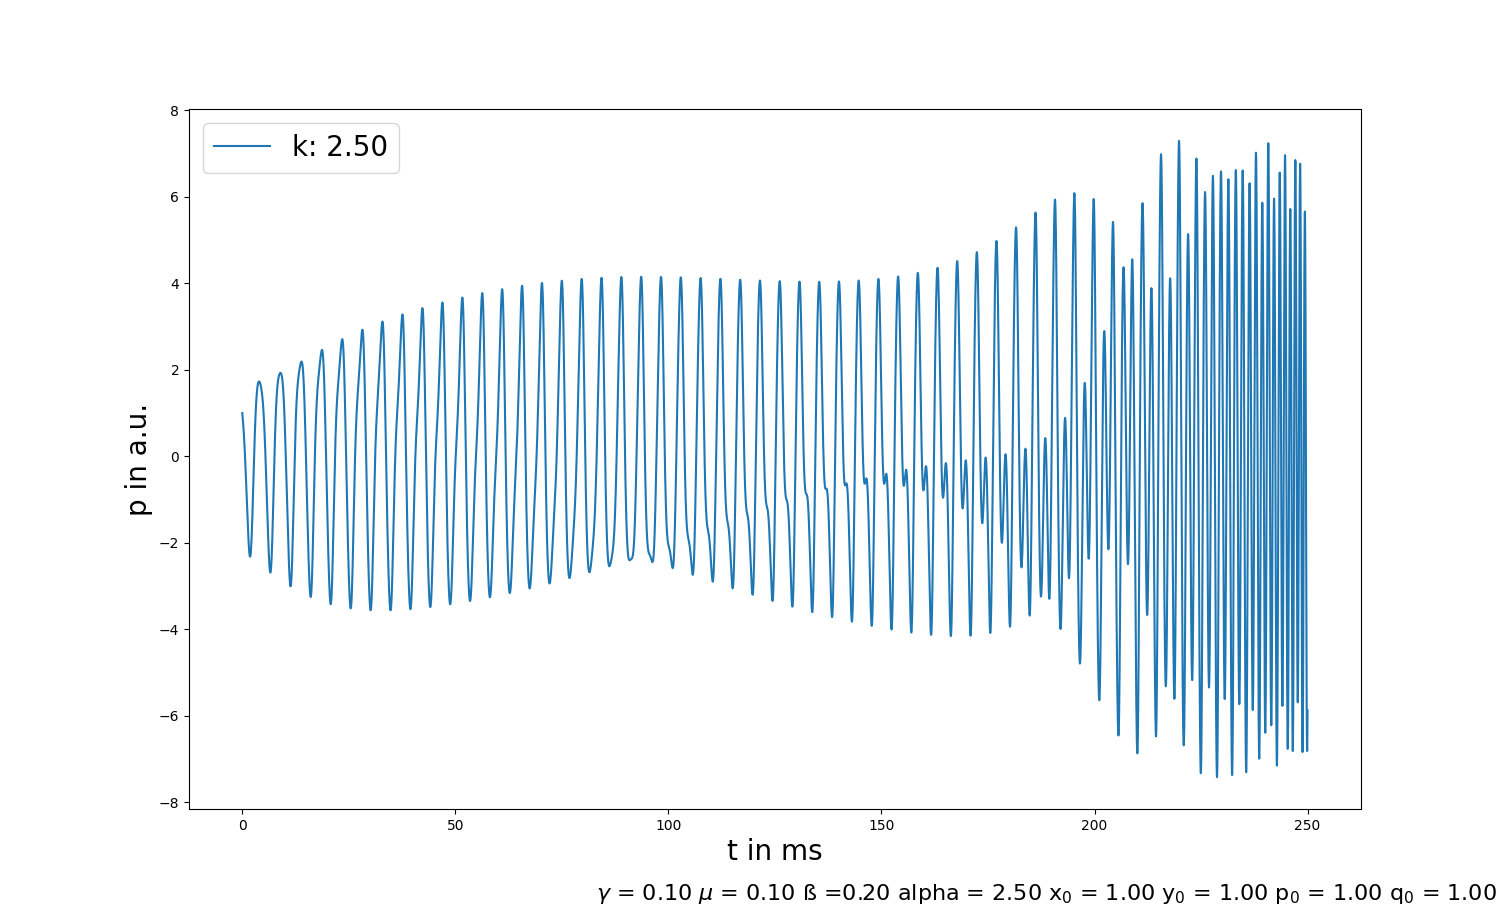 8
6
4
2
0
−2
−4
−6
−8
p in a.u.
k: 2.50
0 50 100 150 200 250
t in ms
γ = 0.10 μ = 0.10 ß =0.20 alpha = 2.50 x₀ = 1.00 y₀ = 1.00 p₀ = 1.00 q₀ = 1.00